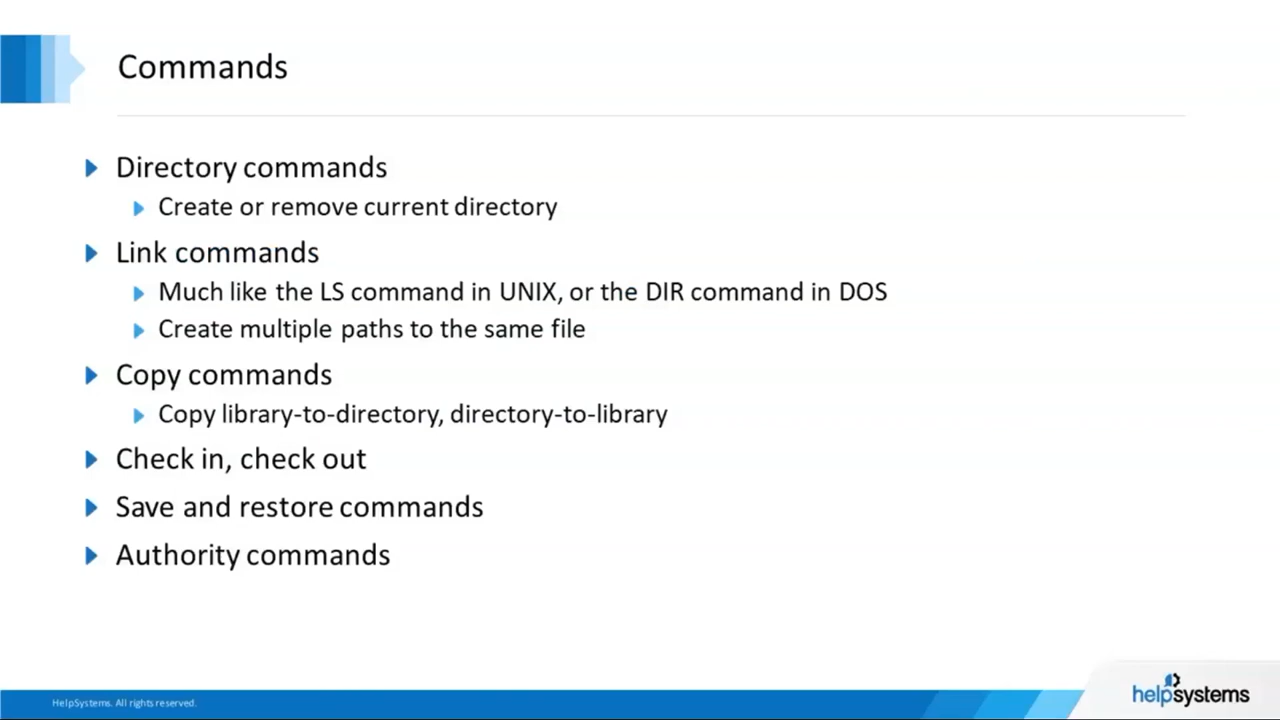 Commands
Directory commands
Create or remove current directory
Link commands
Much like the LS command in UNIX, or the DIR command in DOS
Create multiple paths to the same file
Copy commands
Copy library-to-directory, directory-to-library
Check in, check out
Save and restore commands
Authority commands
HelpSystems. All rights reserved.
helpsystems